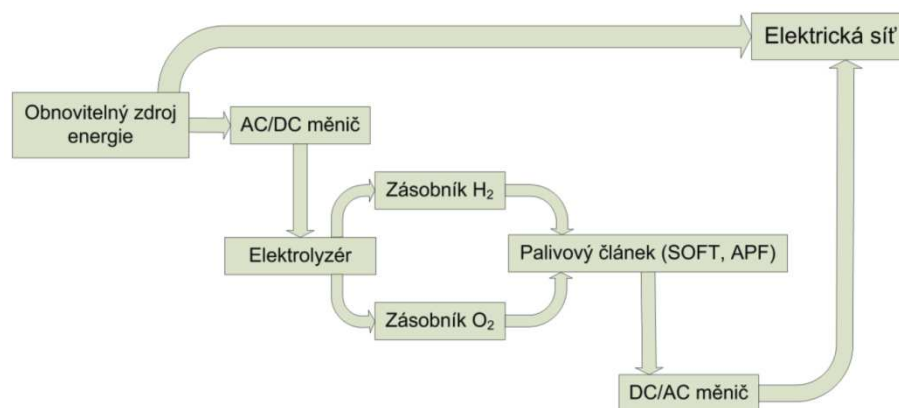 Elektrická síť
Obnovitelný zdroj
energie
AC/DC měnič
Zásobník H₂
Elektrolyzér
Palivový článek (SOFT, APF)
Zásobník O₂
DC/AC měnič